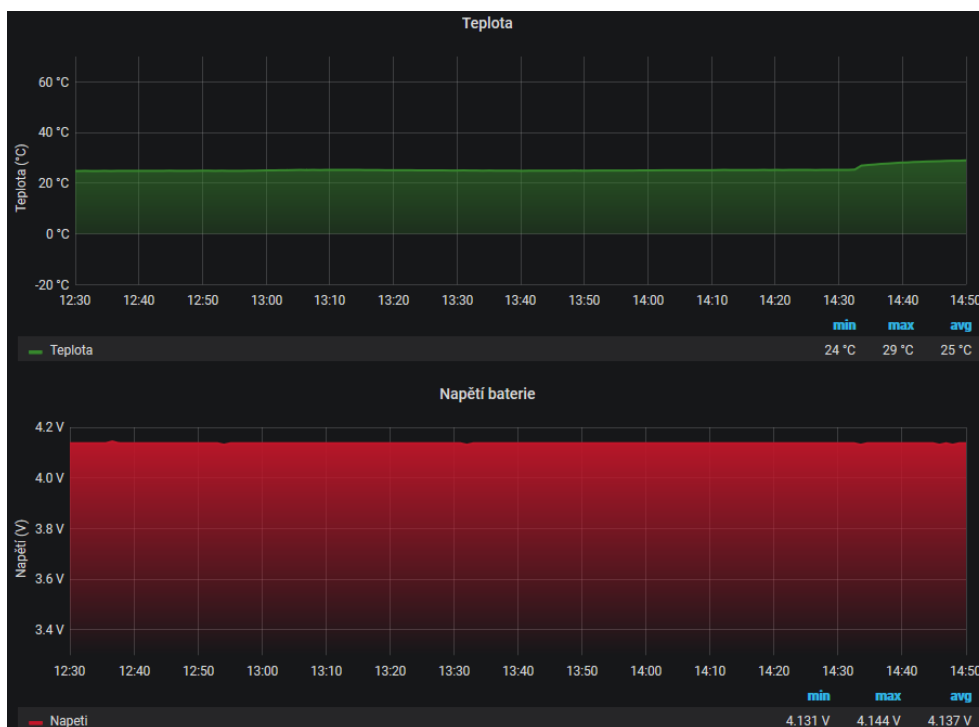 Teplota
60 °C
40 °C
20 °C
0 °C
-20 °C
Teplota (°C)
12:30 12:40 12:50 13:00 13:10 13:20 13:30 13:40 13:50 14:00 14:10 14:20 14:30 14:40 14:50
min max avg
Teplota 24 °C 29 °C 25 °C
Napětí baterie
4.2 V
4.0 V
3.8 V
3.6 V
3.4 V
Napětí (V)
12:30 12:40 12:50 13:00 13:10 13:20 13:30 13:40 13:50 14:00 14:10 14:20 14:30 14:40 14:50
min max avg
Napeti 4.131 V 4.144 V 4.137 V